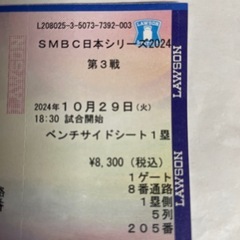 L208025-3-5073-7392-003
LAWSON
SMBC日本シリーズ2024
第3戦
2024年10月29日(火)
18:30 試合開始
ベンチサイドシート1塁
¥8,300(税込)
1ゲート
8番通路
1塁側
5列
205番
LAWSON
LAWSON
LAWSON